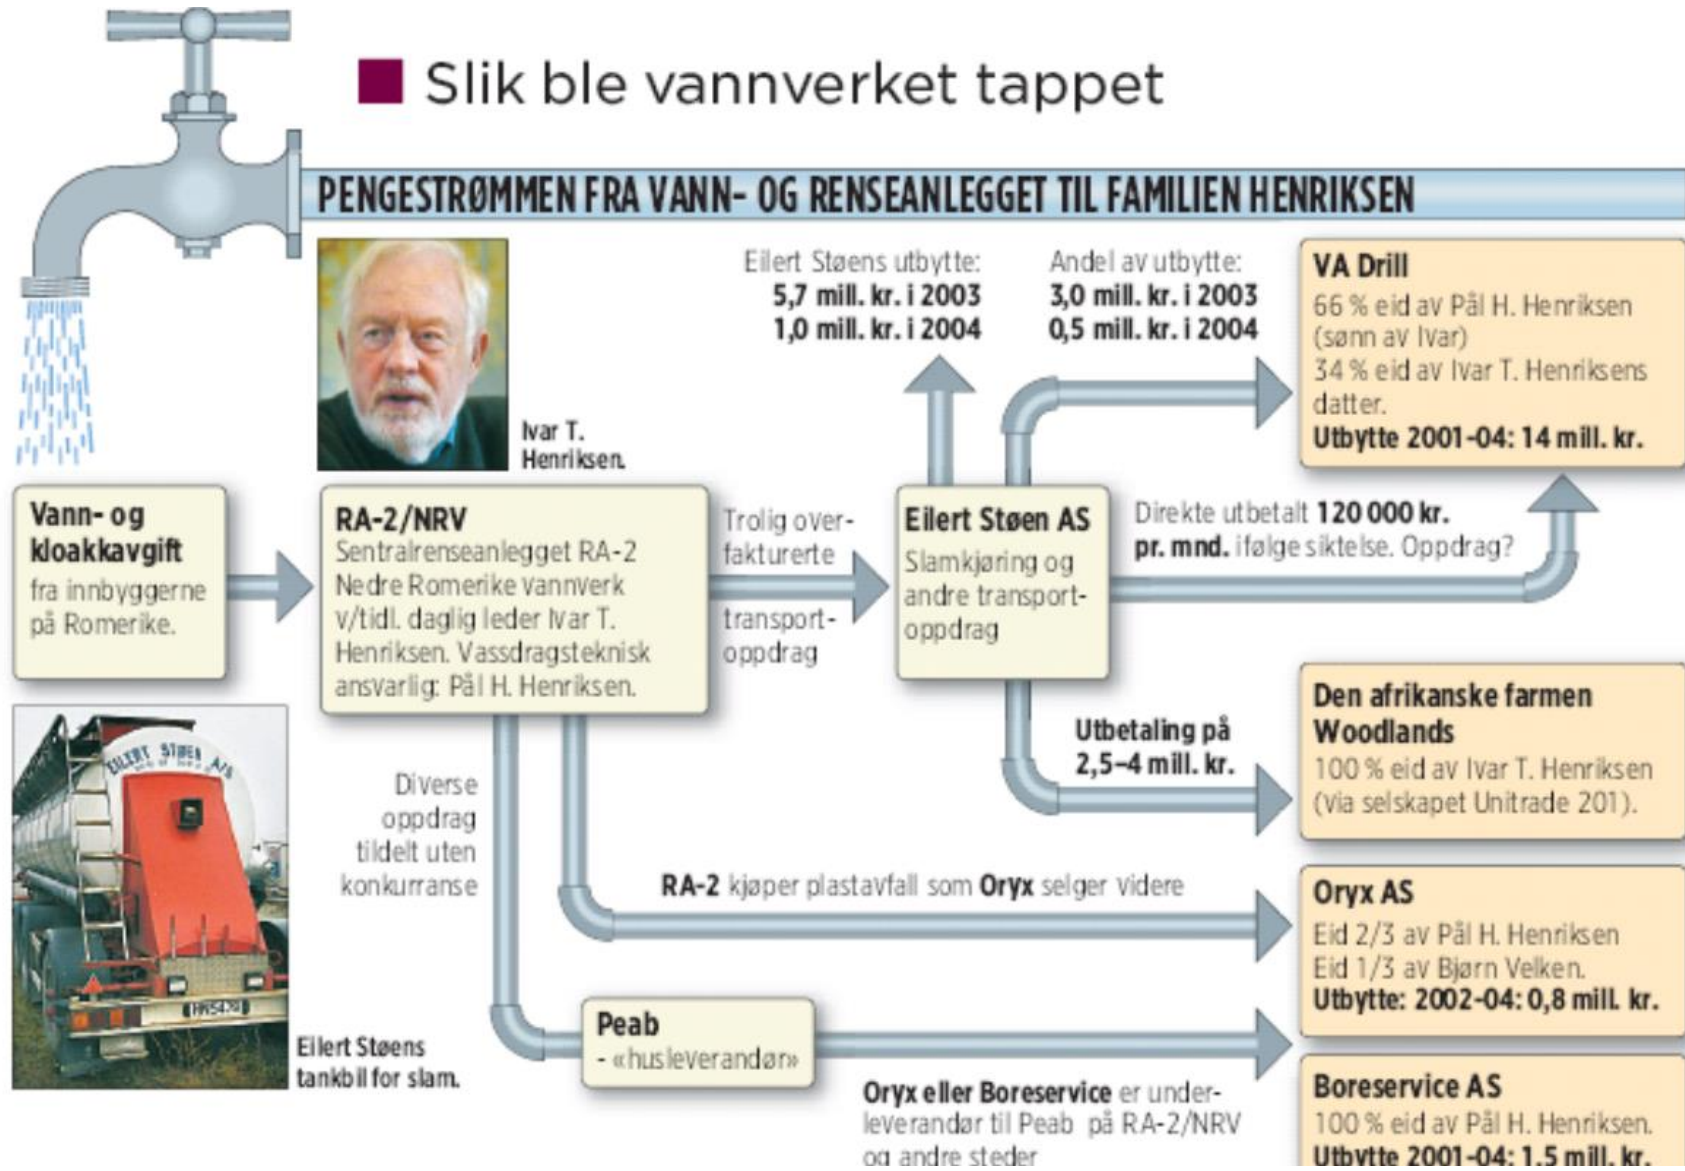 Slik ble vannverket tappet
PENGESTRØMMEN FRA VANN- OG RENSEANLEGGET TIL FAMILIEN HENRIKSEN
Ivar T.
Henriksen.
Eilert Støens utbytte:
5,7 mill. kr. i 2003
1,0 mill. kr. i 2004
Andel av utbytte:
3,0 mill. kr. i 2003
0,5 mill. kr. i 2004
VA Drill
66 % eid av Pål H. Henriksen
(sønn av Ivar)
34 % eid av Ivar T. Henriksens
datter.
Utbytte 2001-04: 14 mill. kr.
Vann- og
kloakkavgift
fra innbyggerne
på Romerike.
RA-2/NRV
Sentralrenseanlegget RA-2
Nedre Romerike vannverk
v/tidl. daglig leder Ivar T.
Henriksen. Vassdragsteknisk
ansvarlig: Pål H. Henriksen.
Trolig over-
fakturerte
transport-
oppdrag
Eilert Støen AS
Slamkjøring og
andre transport-
oppdrag
Direkte utbetalt 120 000 kr.
pr. mnd. ifølge siktelse. Oppdrag?
Utbetaling på
2,5–4 mill. kr.
Den afrikanske farmen
Woodlands
100 % eid av Ivar T. Henriksen
(via selskapet Unitrade 201).
EILERT STØEN A/S
Eilert Støens
tankbil for slam.
Diverse
oppdrag
tildelt uten
konkurranse
RA-2 kjøper plastavfall som Oryx selger videre
Oryx AS
Eid 2/3 av Pål H. Henriksen
Eid 1/3 av Bjørn Velken.
Utbytte: 2002-04: 0,8 mill. kr.
Peab
- «husleverandør»
Oryx eller Boreservice er under-
leverandør til Peab på RA-2/NRV
og andre steder
Boreservice AS
100 % eid av Pål H. Henriksen.
Utbytte 2001-04: 1,5 mill. kr.